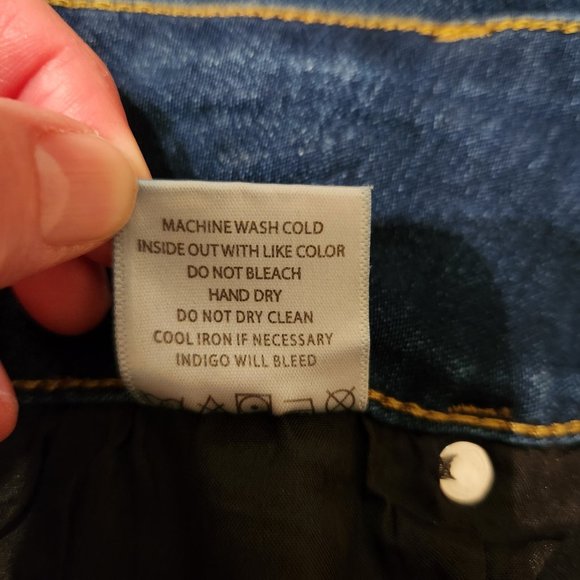 MACHINE WASH COLD
INSIDE OUT WITH LIKE COLOR
DO NOT BLEACH
HAND DRY
DO NOT DRY CLEAN
COOL IRON IF NECESSARY
INDIGO WILL BLEED